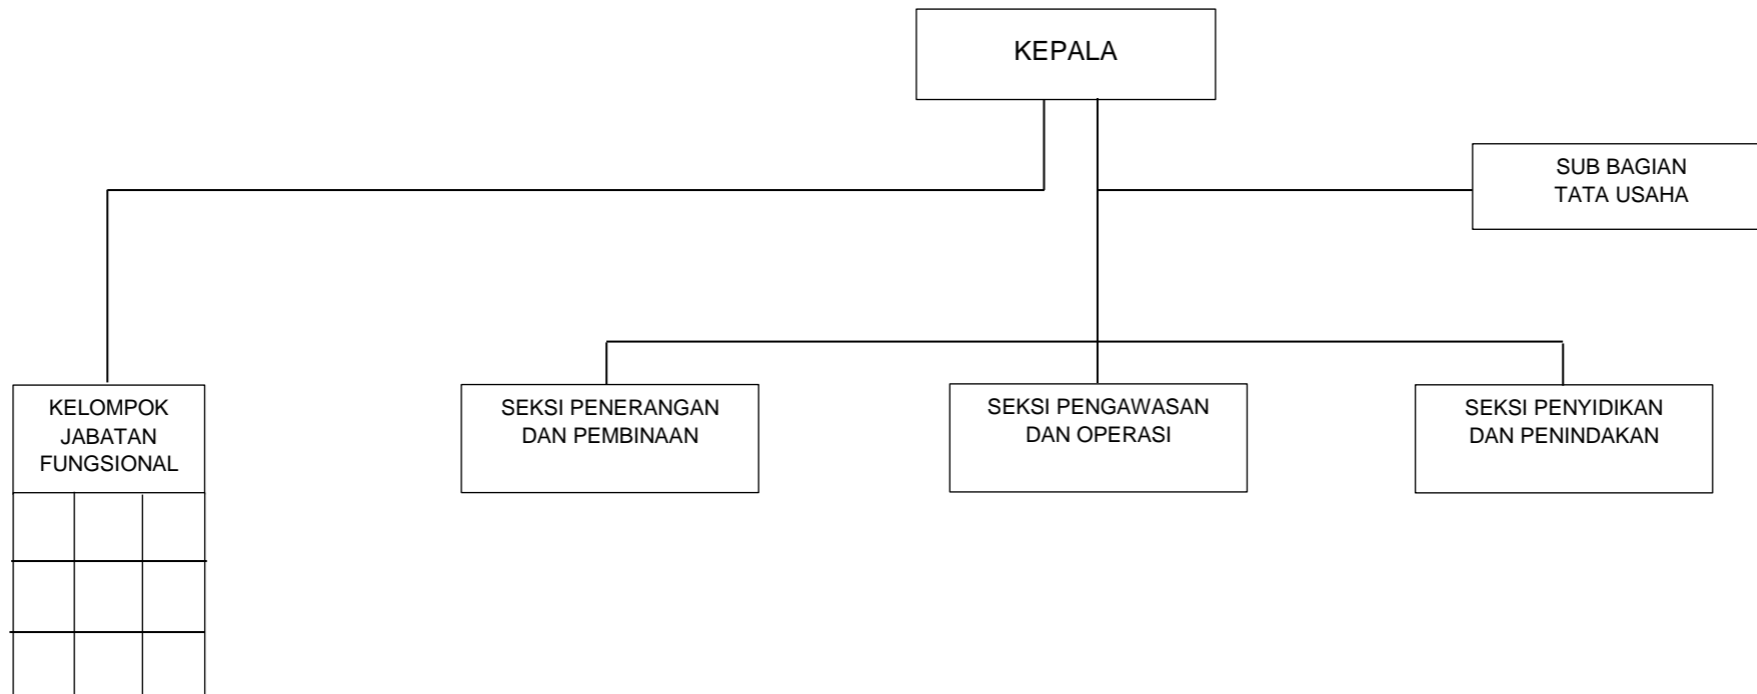 KEPALA
SUB BAGIAN
TATA USAHA
KELOMPOK
JABATAN
FUNGSIONAL
SEKSI PENERANGAN
DAN PEMBINAAN
SEKSI PENGAWASAN
DAN OPERASI
SEKSI PENYIDIKAN
DAN PENINDAKAN